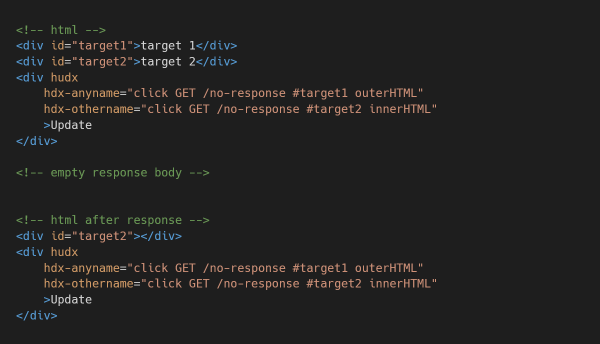 <!-- html -->
<div id="target1">target 1</div>
<div id="target2">target 2</div>
<div hudx
    hdx-anyname="click GET /no-response #target1 outerHTML"
    hdx-othername="click GET /no-response #target2 innerHTML"
    >Update
</div>
<!-- empty response body -->
<!-- html after response -->
<div id="target2"></div>
<div hudx
    hdx-anyname="click GET /no-response #target1 outerHTML"
    hdx-othername="click GET /no-response #target2 innerHTML"
    >Update
</div>